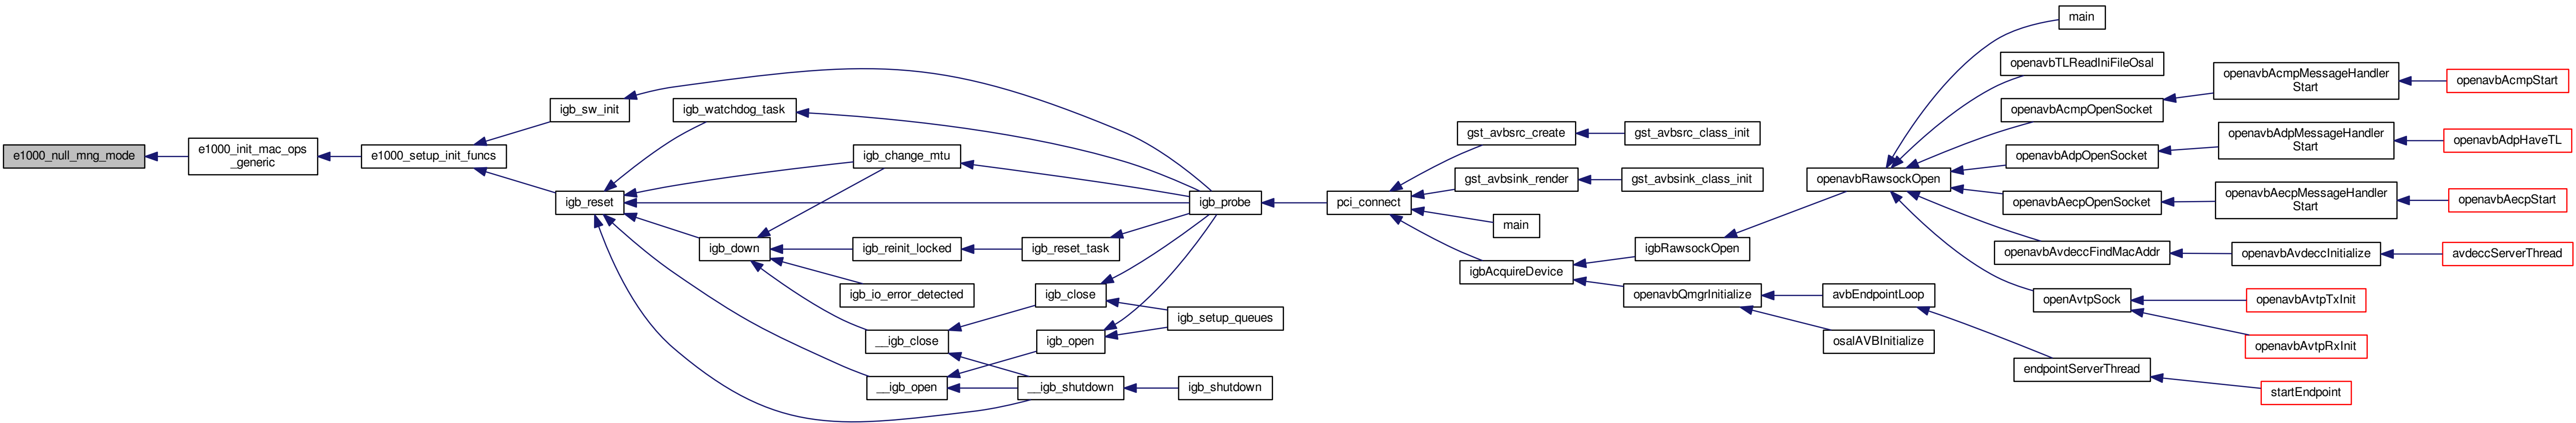 e1000_null_mng_mode
e1000_init_mac_ops
_generic
e1000_setup_init_funcs
igb_sw_init
igb_reset
igb_watchdog_task
igb_change_mtu
igb_down
igb_reinit_locked
igb_reset_task
igb_io_error_detected
igb_close
igb_setup_queues
__igb_close
igb_open
__igb_open
__igb_shutdown
igb_shutdown
igb_probe
pci_connect
gst_avbsrc_create
gst_avbsrc_class_init
gst_avbsink_render
gst_avbsink_class_init
main
igbAcquireDevice
igbRawsockOpen
openavbQmgrInitialize
avbEndpointLoop
osalAVBInitialize
endpointServerThread
startEndpoint
openavbRawsockOpen
main
openavbTLReadIniFileOsal
openavbAcmpOpenSocket
openavbAcmpMessageHandler
Start
openavbAcmpStart
openavbAdpOpenSocket
openavbAdpMessageHandler
Start
openavbAdpHaveTL
openavbAecpOpenSocket
openavbAecpMessageHandler
Start
openavbAecpStart
openavbAvdeccFindMacAddr
openavbAvdeccInitialize
avdeccServerThread
openAvtpSock
openavbAvtpTxInit
openavbAvtpRxInit